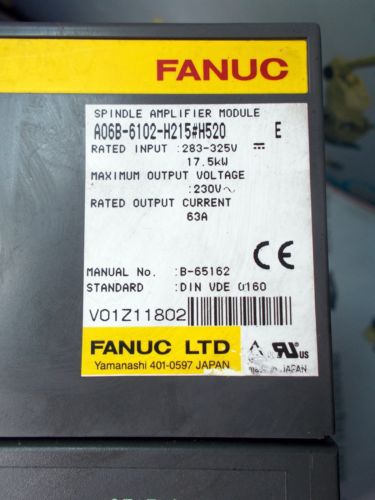 FANUC
SPINDLE AMPLIFIER MODULE
A06B-6102-H215#H520 E
RATED INPUT :283-325V ⎓
17.5kW
MAXIMUM OUTPUT VOLTAGE
:230V∿
RATED OUTPUT CURRENT
63A
CE
MANUAL No. :B-65162
STANDARD :DIN VDE 0160
V01Z11802
FANUC LTD
Yamanashi 401-0597 JAPAN
RU US
JAPAN